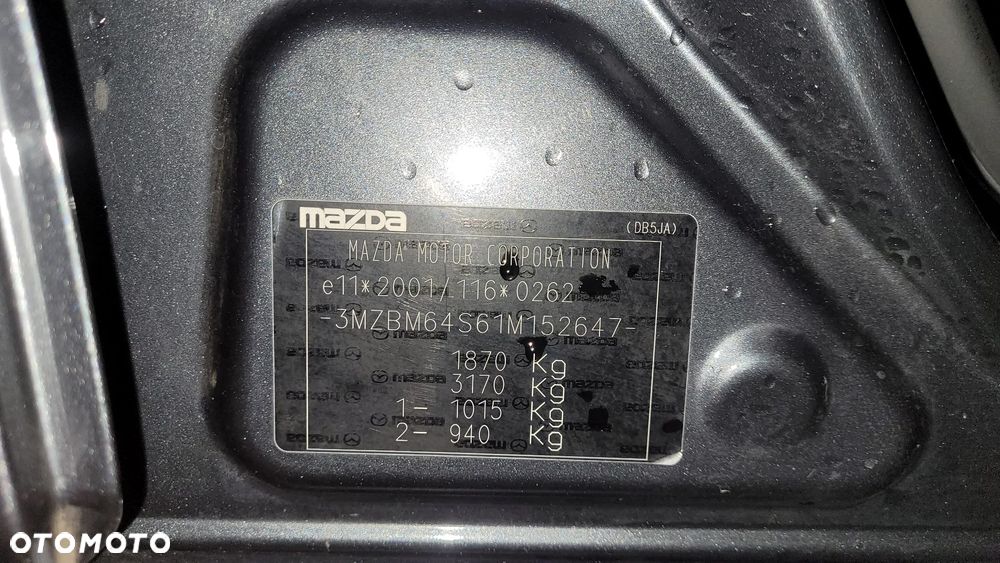 mazda
(DB5JA)
MAZDA MOTOR CORPORATION
e11*2001/116*0262
-3MZBM64S61M152647-
1870 Kg
3170 Kg
1- 1015 Kg
2- 940 Kg
OTOMOTO